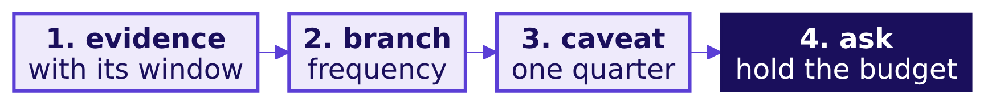 1. evidence
with its window
2. branch
frequency
3. caveat
one quarter
4. ask
hold the budget